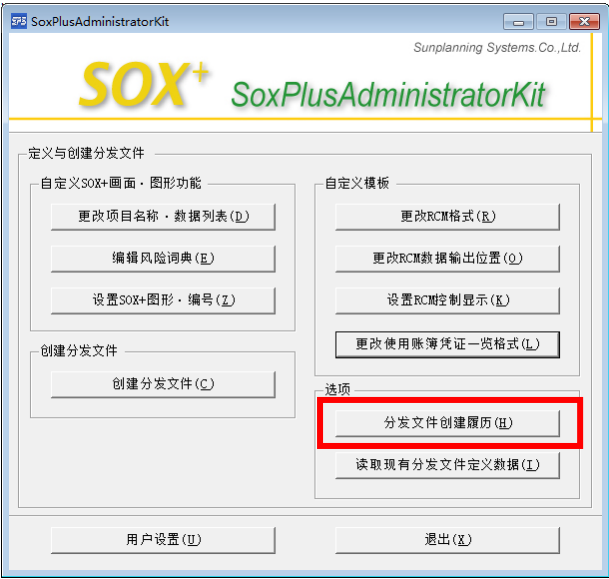 SPS SoxPlusAdministratorKit
Sunplanning Systems.Co.,Ltd.
SOX+ SoxPlusAdministratorKit
定义与创建分发文件
自定义SOX+画面・图形功能
更改项目名称・数据列表(D)
编辑风险词典(E)
设置SOX+图形・编号(Z)
创建分发文件
创建分发文件(C)
自定义模板
更改RCM格式(R)
更改RCM数据输出位置(O)
设置RCM控制显示(K)
更改使用账簿凭证一览格式(L)
选项
分发文件创建履历(H)
读取现有分发文件定义数据(I)
用户设置(U)
退出(X)